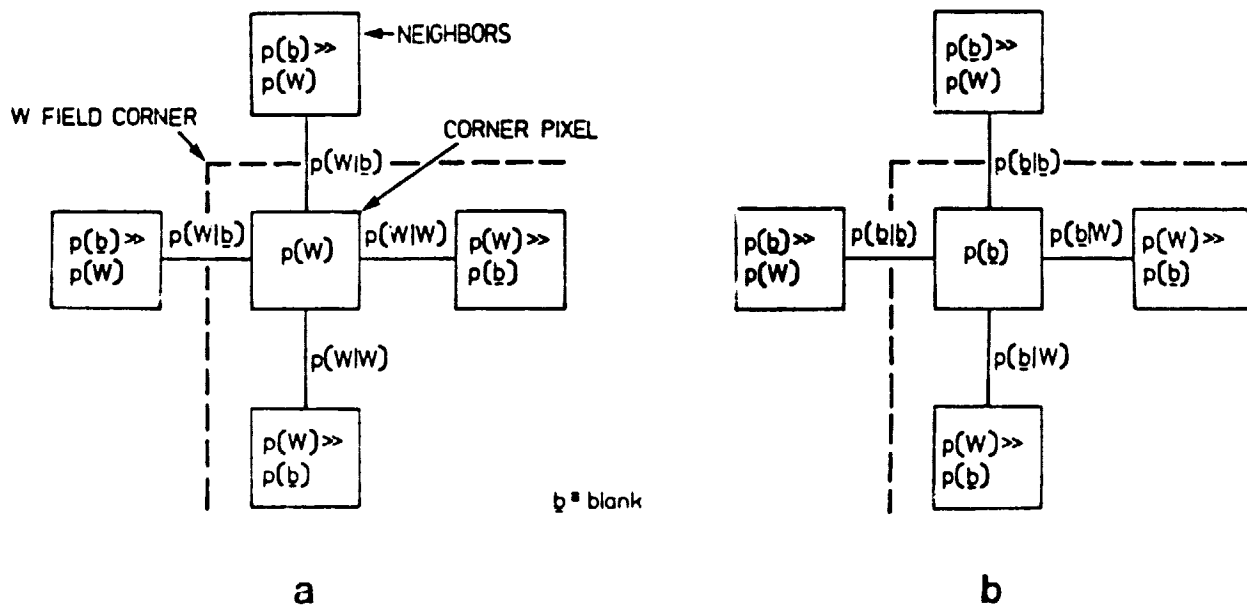 p(b̲)>>
p(W)
NEIGHBORS
W FIELD CORNER
CORNER PIXEL
p(W|b̲)
p(b̲)>>
p(W)
p(W|b̲)
p(W)
p(W|W)
p(W)>>
p(b̲)
p(W|W)
p(W)>>
p(b̲)
b̲ = blank
a
p(b̲)>>
p(W)
p(b̲|b̲)
p(b̲)>>
p(W)
p(b̲|b̲)
p(b̲)
p(b̲|W)
p(W)>>
p(b̲)
p(b̲|W)
p(W)>>
p(b̲)
b